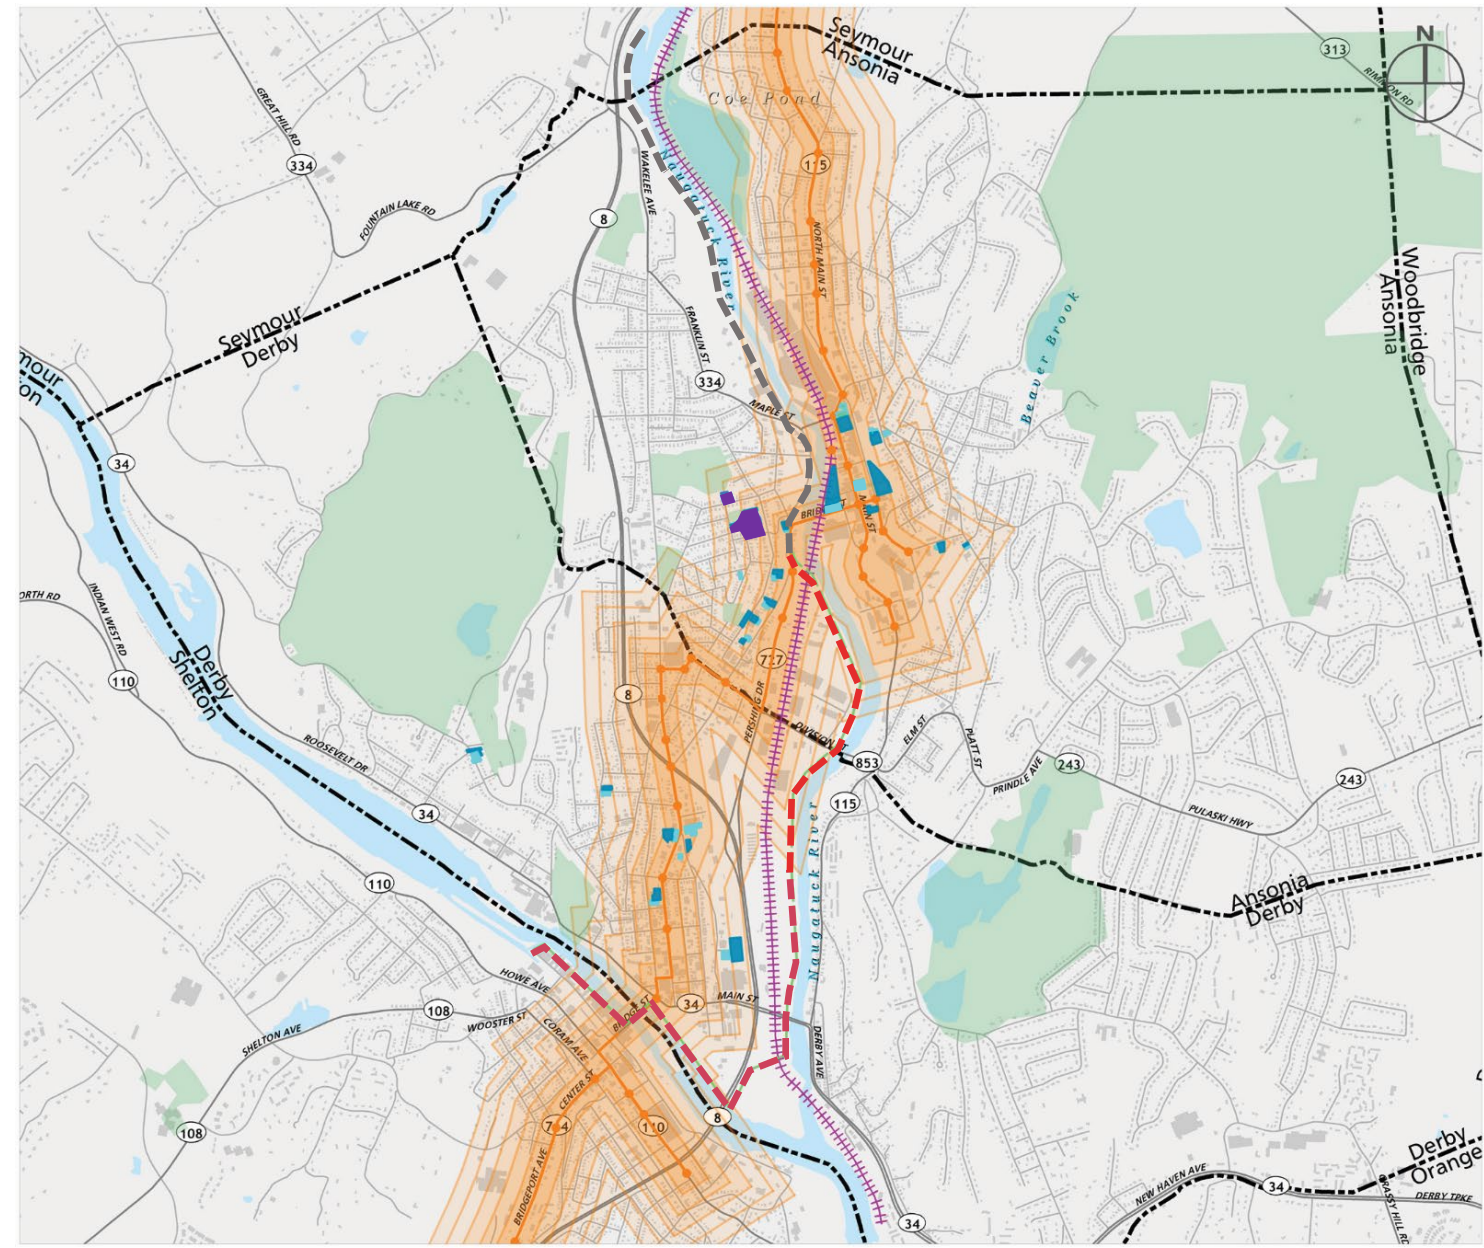 Seymour
Ansonia
N
313
RIMMON RD
Coe Pond
GREAT HILL RD
334
115
Naugatuck River
WAKELEE AVE
FOUNTAIN LAKE RD
8
NORTH MAIN ST
Woodbridge
Ansonia
Beaver Brook
Seymour
Derby
FRANKLIN ST
mour
on
334
MAPLE ST
34
MAIN ST
INDIAN WEST RD
ORTH RD
Derby
Shelton
110
727
8
PERSHING DR
DIVISION ST
ELM ST
PLATT ST
853
243
PRINDLE AVE
243
ROOSEVELT DR
115
PULASKI HWY
34
Naugatuck River
110
Ansonia
Derby
HOWE AVE
108
WOOSTER ST
BRIDGE ST
34
MAIN ST
SHELTON AVE
CORAM AVE
DERBY AVE
CENTER ST
108
110
8
BRIDGEPORT AVE
Derby
Orange
NEW HAVEN AVE
34
DERBY TPKE
GRASSY HILL RD
34